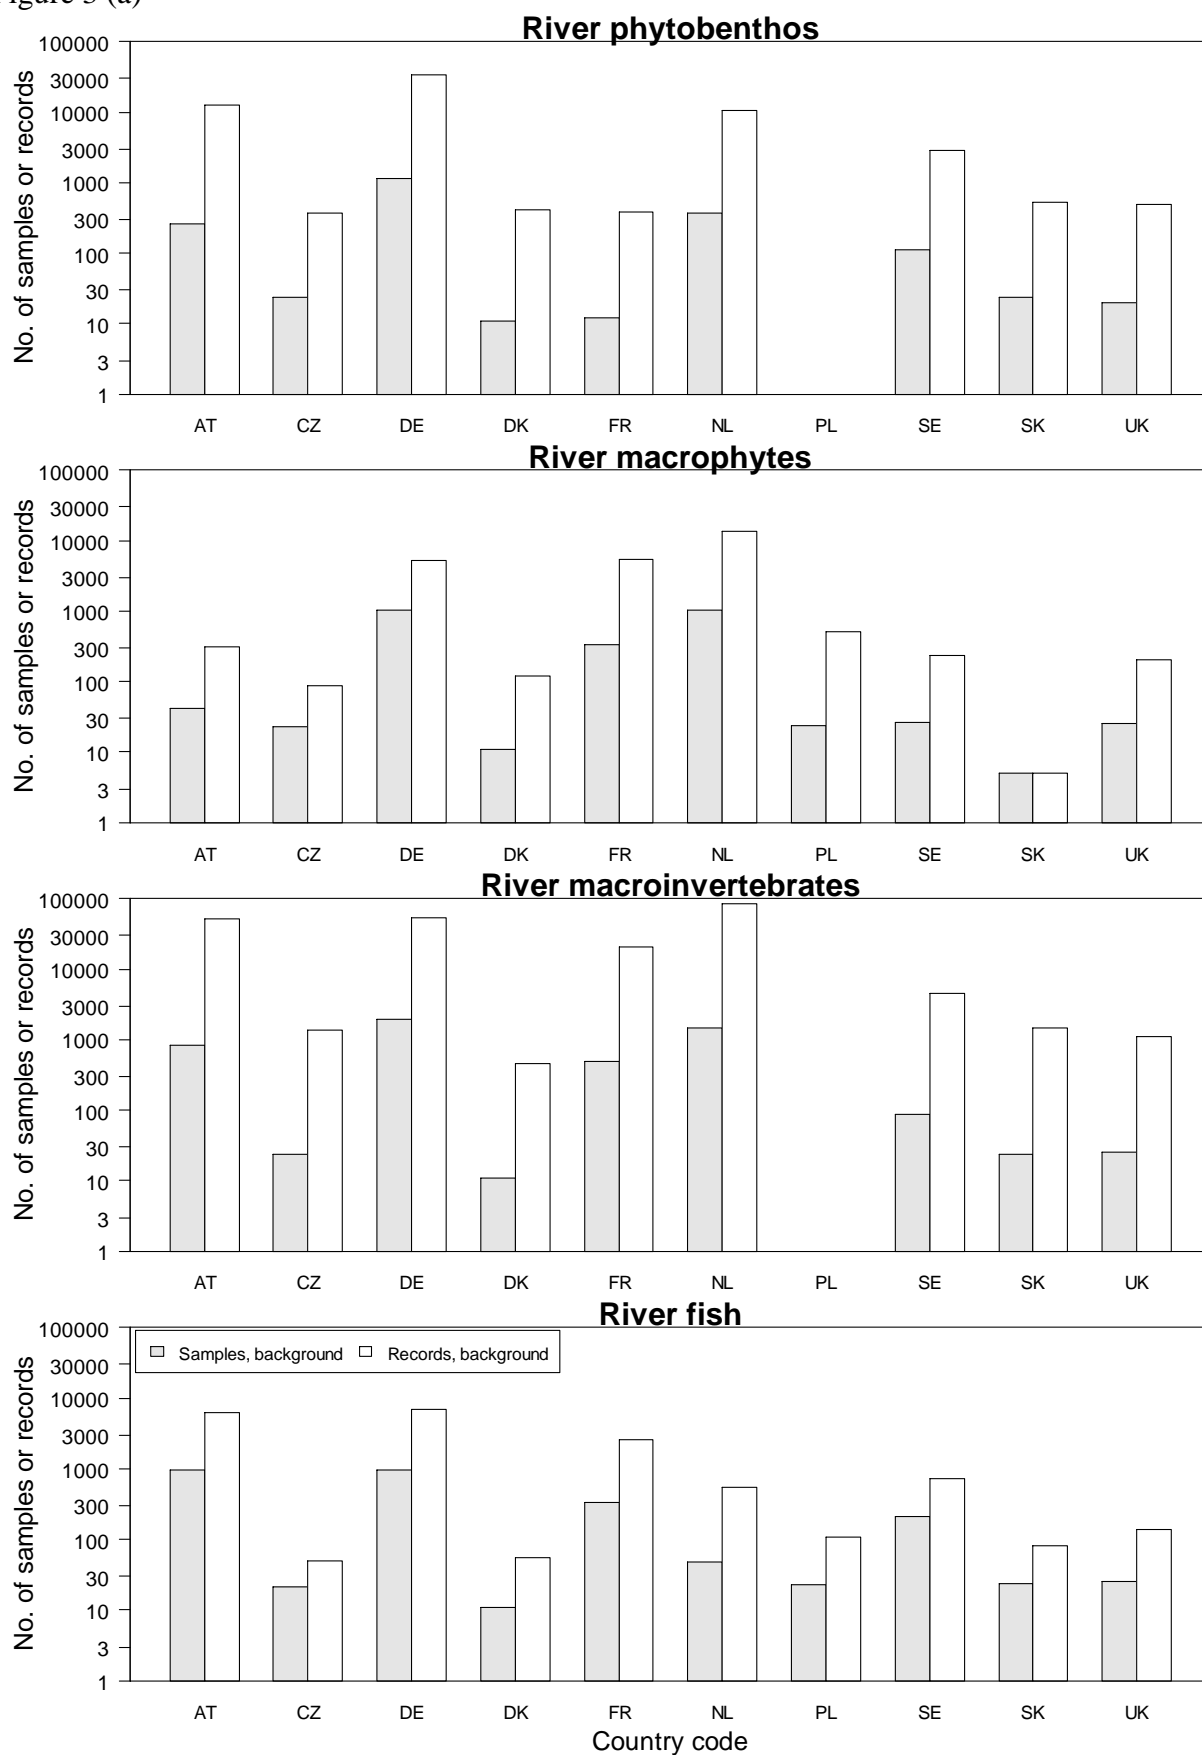 Figure 3 (a)
River phytobenthos
No. of samples or records
100000
30000
10000
3000
1000
300
100
30
10
3
1
AT CZ DE DK FR NL PL SE SK UK
River macrophytes
No. of samples or records
100000
30000
10000
3000
1000
300
100
30
10
3
1
AT CZ DE DK FR NL PL SE SK UK
River macroinvertebrates
No. of samples or records
100000
30000
10000
3000
1000
300
100
30
10
3
1
AT CZ DE DK FR NL PL SE SK UK
River fish
Samples, background Records, background
No. of samples or records
100000
30000
10000
3000
1000
300
100
30
10
3
1
AT CZ DE DK FR NL PL SE SK UK
Country code